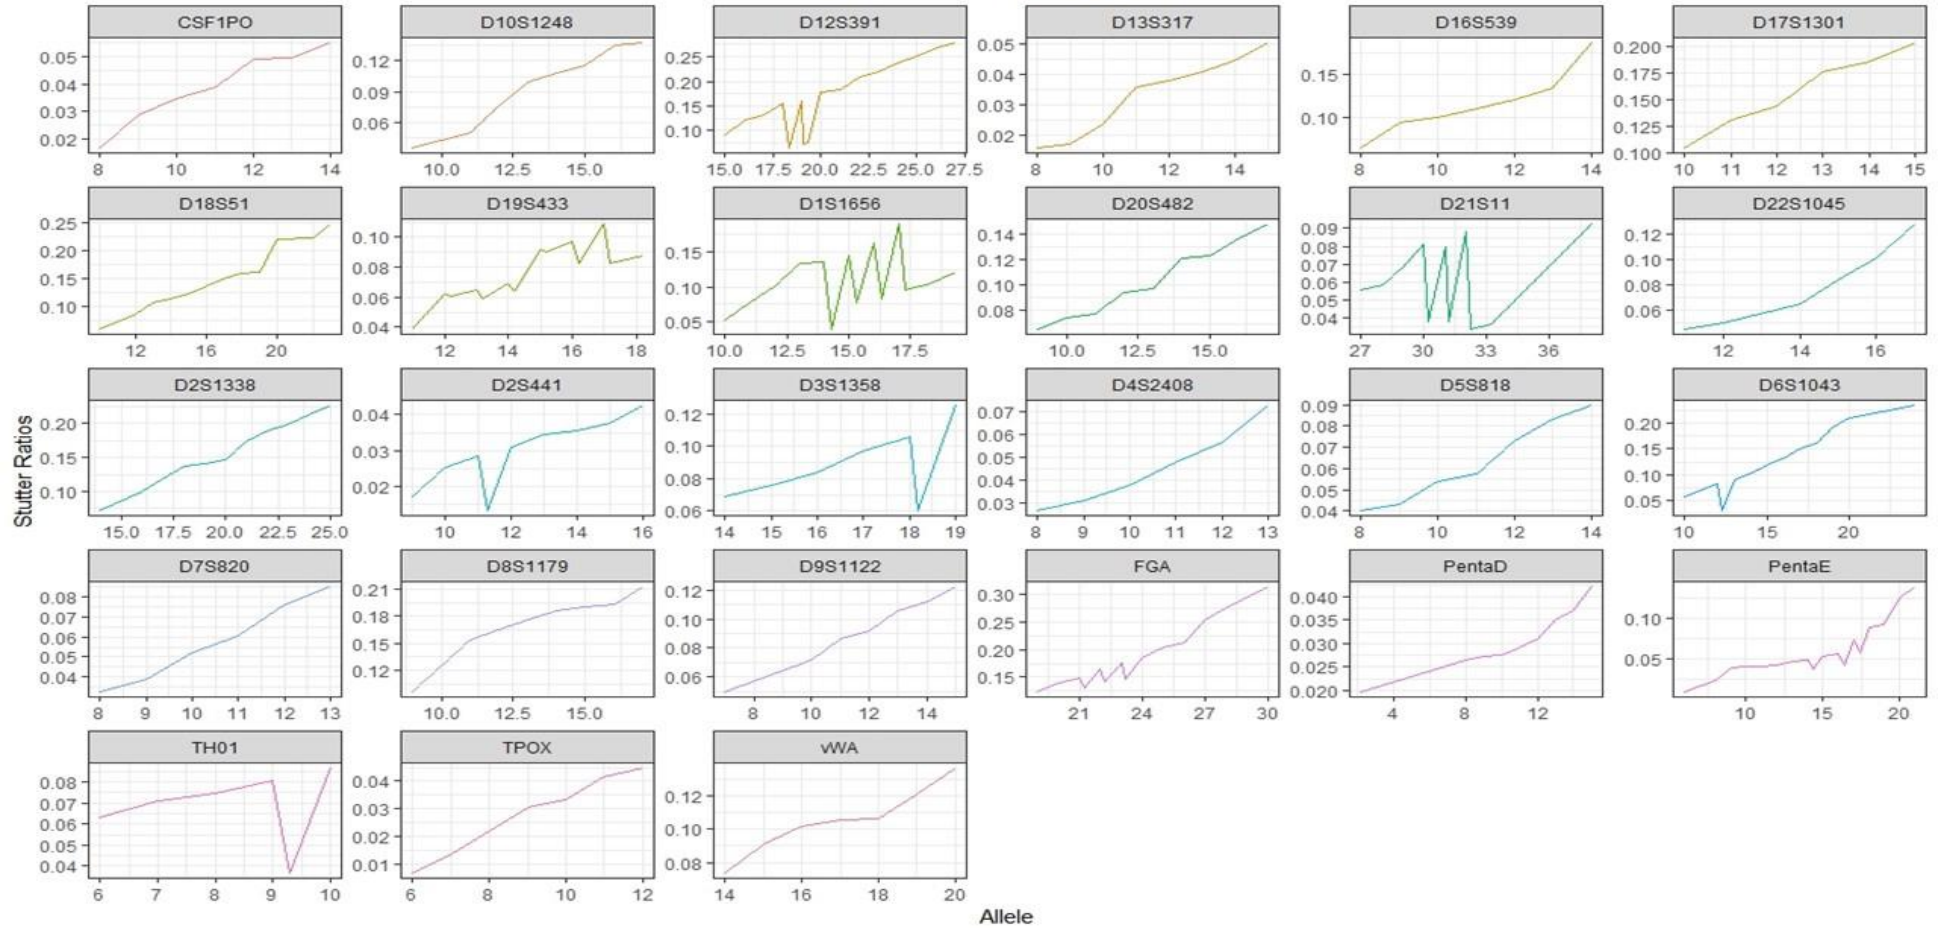 CSF1PO D10S1248 D12S391 D13S317 D16S539 D17S1301
0.05 0.04 0.03 0.02
8 10 12 14
0.12 0.09 0.06
10.0 12.5 15.0
0.25 0.20 0.15 0.10
15.0 17.5 20.0 22.5 25.0 27.5
0.05 0.04 0.03 0.02
8 10 12 14
0.15 0.10
8 10 12 14
0.200 0.175 0.150 0.125 0.100
10 11 12 13 14 15
D18S51 D19S433 D1S1656 D20S482 D21S11 D22S1045
0.25 0.20 0.15 0.10
12 16 20
0.10 0.08 0.06 0.04
12 14 16 18
0.15 0.10 0.05
10.0 12.5 15.0 17.5
0.14 0.12 0.10 0.08
10.0 12.5 15.0
0.09 0.08 0.07 0.06 0.05 0.04
27 30 33 36
0.12 0.10 0.08 0.06
12 14 16
D2S1338 D2S441 D3S1358 D4S2408 D5S818 D6S1043
0.20 0.15 0.10
15.0 17.5 20.0 22.5 25.0
0.04 0.03 0.02
10 12 14 16
0.12 0.10 0.08 0.06
14 15 16 17 18 19
0.07 0.06 0.05 0.04 0.03
8 9 10 11 12 13
0.09 0.08 0.07 0.06 0.05 0.04
8 10 12 14
0.20 0.15 0.10 0.05
10 15 20
Stutter Ratios
D7S820 D8S1179 D9S1122 FGA PentaD PentaE
0.08 0.07 0.06 0.05 0.04
8 9 10 11 12 13
0.21 0.18 0.15 0.12
10.0 12.5 15.0
0.12 0.10 0.08 0.06
8 10 12 14
0.30 0.25 0.20 0.15
21 24 27 30
0.040 0.035 0.030 0.025 0.020
4 8 12
0.10 0.05
10 15 20
TH01 TPOX vWA
0.08 0.07 0.06 0.05 0.04
6 7 8 9 10
0.04 0.03 0.02 0.01
6 8 10 12
0.12 0.10 0.08
14 16 18 20
Allele